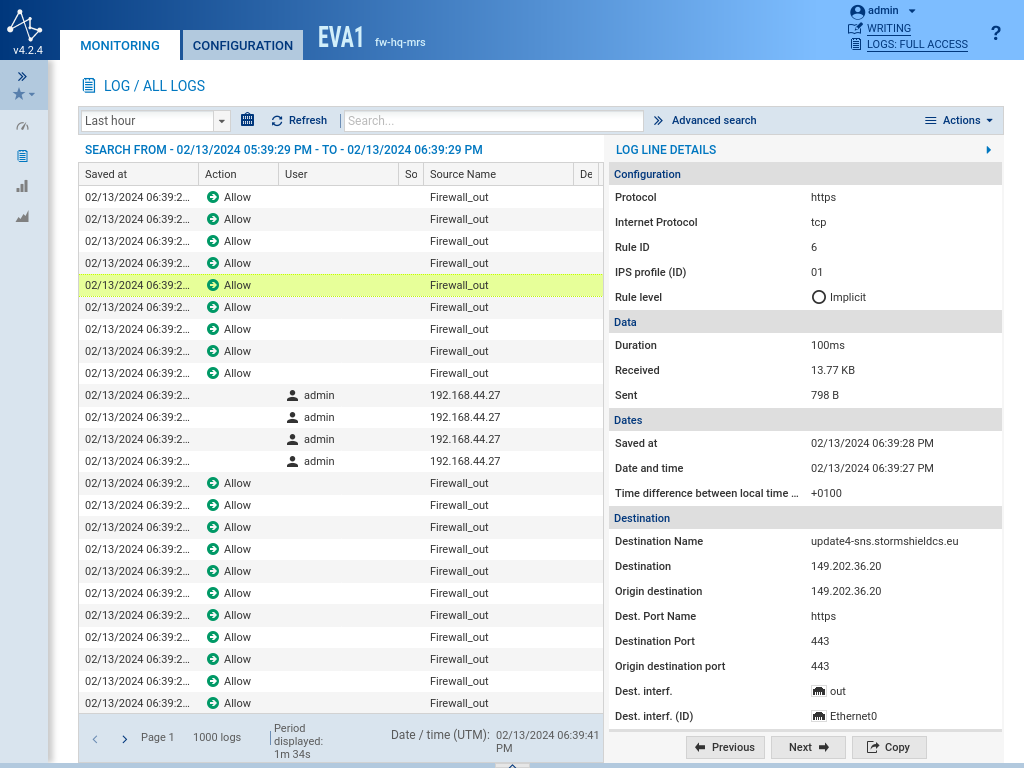 v4.2.4
MONITORING
CONFIGURATION
EVA1
fw-hq-mrs
admin
WRITING
LOGS: FULL ACCESS
?
LOG / ALL LOGS
Last hour
Refresh
Search...
Advanced search
Actions
SEARCH FROM - 02/13/2024 05:39:29 PM - TO - 02/13/2024 06:39:29 PM
Saved at Action User So Source Name De
02/13/2024 06:39:2... Allow Firewall_out
02/13/2024 06:39:2... Allow Firewall_out
02/13/2024 06:39:2... Allow Firewall_out
02/13/2024 06:39:2... Allow Firewall_out
02/13/2024 06:39:2... Allow Firewall_out
02/13/2024 06:39:2... Allow Firewall_out
02/13/2024 06:39:2... Allow Firewall_out
02/13/2024 06:39:2... Allow Firewall_out
02/13/2024 06:39:2... Allow Firewall_out
02/13/2024 06:39:2... admin 192.168.44.27
02/13/2024 06:39:2... admin 192.168.44.27
02/13/2024 06:39:2... admin 192.168.44.27
02/13/2024 06:39:2... admin 192.168.44.27
02/13/2024 06:39:2... Allow Firewall_out
02/13/2024 06:39:2... Allow Firewall_out
02/13/2024 06:39:2... Allow Firewall_out
02/13/2024 06:39:2... Allow Firewall_out
02/13/2024 06:39:2... Allow Firewall_out
02/13/2024 06:39:2... Allow Firewall_out
02/13/2024 06:39:2... Allow Firewall_out
02/13/2024 06:39:2... Allow Firewall_out
02/13/2024 06:39:2... Allow Firewall_out
02/13/2024 06:39:2... Allow Firewall_out
02/13/2024 06:39:2... Allow Firewall_out
Page 1
1000 logs
Period
displayed:
1m 34s
Date / time (UTM): 02/13/2024 06:39:41
PM
LOG LINE DETAILS
Configuration
Protocol https
Internet Protocol tcp
Rule ID 6
IPS profile (ID) 01
Rule level Implicit
Data
Duration 100ms
Received 13.77 KB
Sent 798 B
Dates
Saved at 02/13/2024 06:39:28 PM
Date and time 02/13/2024 06:39:27 PM
Time difference between local time ... +0100
Destination
Destination Name update4-sns.stormshieldcs.eu
Destination 149.202.36.20
Origin destination 149.202.36.20
Dest. Port Name https
Destination Port 443
Origin destination port 443
Dest. interf. out
Dest. interf. (ID) Ethernet0
Previous
Next
Copy